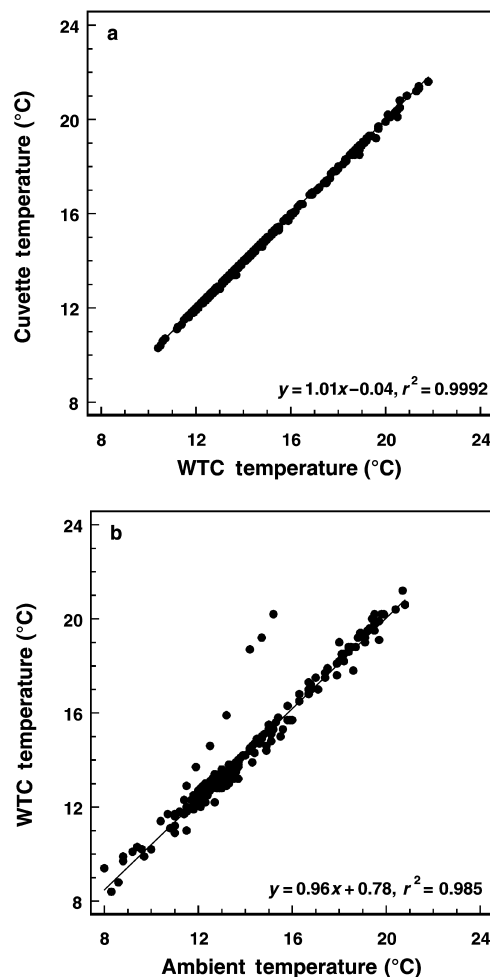 a
24
20
16
12
8
Cuvette temperature (°C)
y = 1.01x−0.04, r² = 0.9992
8 12 16 20 24
WTC temperature (°C)
b
24
20
16
12
8
WTC temperature (°C)
y = 0.96x + 0.78, r² = 0.985
8 12 16 20 24
Ambient temperature (°C)